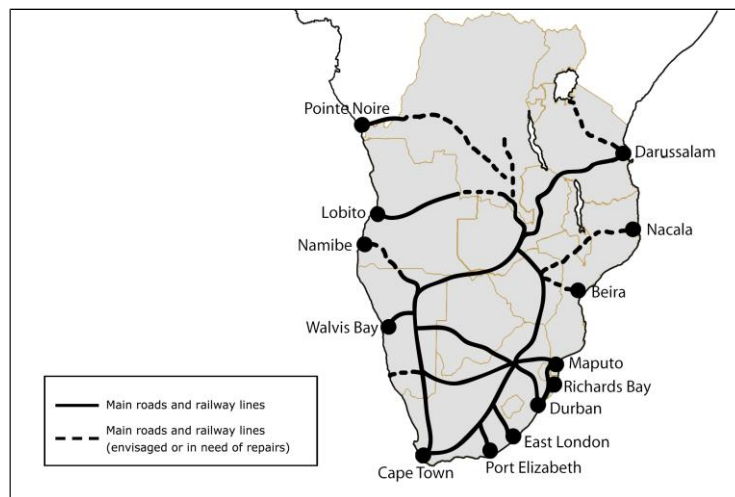 Pointe Noire
Darussalam
Lobito
Nacala
Namibe
Beira
Walvis Bay
Maputo
Richards Bay
Durban
East London
Port Elizabeth
Cape Town
Main roads and railway lines
Main roads and railway lines
(envisaged or in need of repairs)